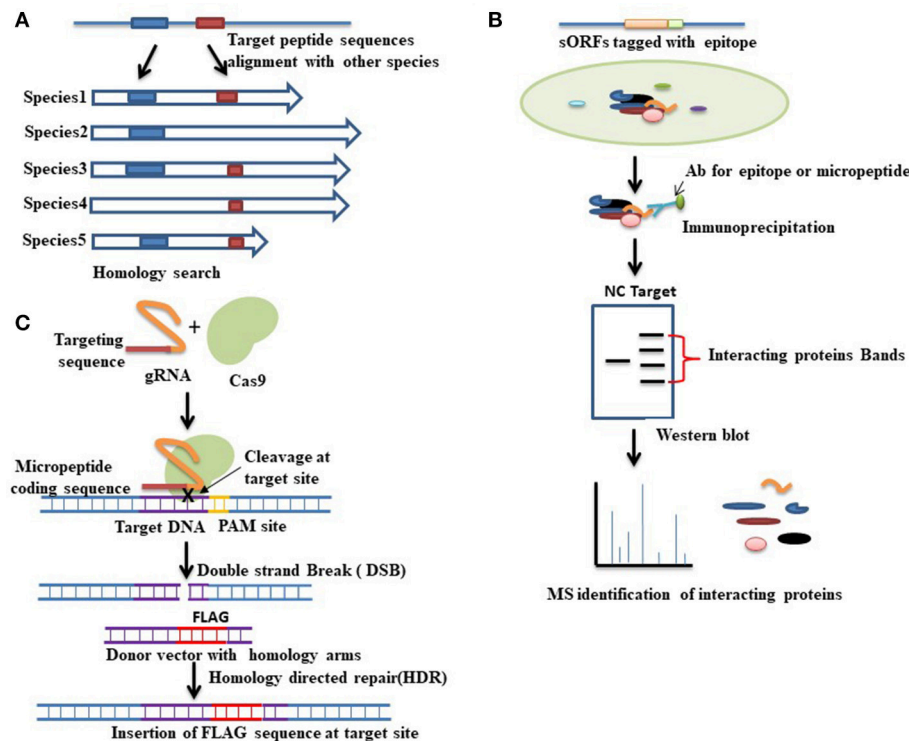 A
Target peptide sequences
alignment with other species
Species1
Species2
Species3
Species4
Species5
Homology search
B
sORFs tagged with epitope
Ab for epitope or micropeptide
Immunoprecipitation
NC Target
Interacting proteins Bands
Western blot
MS identification of interacting proteins
C
Targeting
sequence
+
gRNA
Cas9
Micropeptide
coding sequence
Cleavage at
target site
X
Target DNA
PAM site
Double strand Break ( DSB)
FLAG
Donor vector with homology arms
Homology directed repair(HDR)
Insertion of FLAG sequence at target site